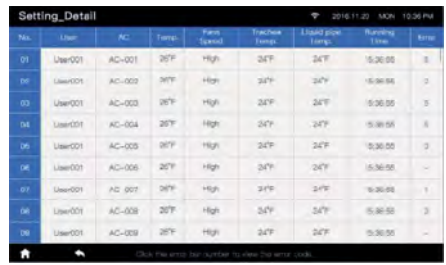 Setting_Detail 2016.11.20 MON 10:36 PM
No. User AC Temp. Fans Speed Trachea Temp. Liquid pipe temp. Running Time Error
01 User001 AC-001 26°F High 24°F 24°F 15:36:55 5
User001 AC-002 26°F High 24°F 24°F 15:36:55
03 User001 AC-003 26°F High 24°F 24°F 15:36:55 5
04 User001 AC-004 26°F High 24°F 24°F 15:36:55 5
User001 AC-005 26°F High 24°F 24°F 15:36:55
User001 AC-006 26°F High 24°F 24°F 15:36:55 -
07 User001 AC-007 26°F High 24°F 24°F 15:36:55
User001 AC-008 26°F High 24°F 24°F 15:36:55
User001 AC-009 26°F High 24°F 24°F 15:36:55 -
Click the error bar number to view the error code.